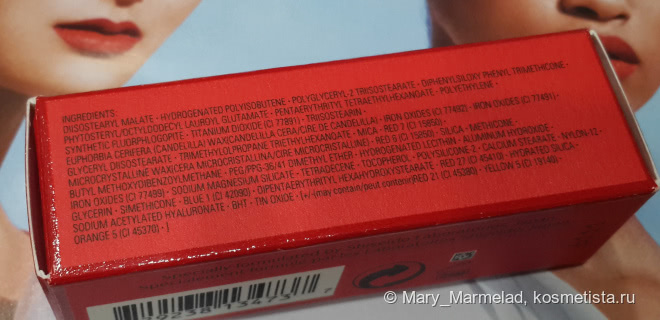 INGREDIENTS:
DIISOSTEARYL MALATE • HYDROGENATED POLYISOBUTENE • POLYGLYCERYL-2 TRIISOSTEARATE • DIPHENYLSILOXY PHENYL TRIMETHICONE •
PHYTOSTERYL/OCTYLDODECYL LAUROYL GLUTAMATE • PENTAERYTHRITYL TETRAETHYLHEXANOATE • POLYETHYLENE •
SYNTHETIC FLUORPHLOGOPITE • TITANIUM DIOXIDE (CI 77891) • TRIISOSTEARIN •
EUPHORBIA CERIFERA (CANDELILLA) WAX/CANDELILLA CERA/CIRE DE CANDELILLA) •
GLYCERYL DIISOSTEARATE • TRIMETHYLOLPROPANE TRIETHYLHEXANOATE • MICA • RED 7 (CI 15850) •
MICROCRYSTALLINE WAX(CERA MICROCRISTALLINA/CIRE MICROCRISTALLINE) • RED 6 (CI 15850) • SILICA • METHICONE •
BUTYL METHOXYDIBENZOYLMETHANE • PEG/PPG-36/41 DIMETHYL ETHER • HYDROGENATED LECITHIN • ALUMINUM HYDROXIDE •
IRON OXIDES (CI 77499) • SODIUM MAGNESIUM SILICATE • TETRADECENE • TOCOPHEROL • POLYSILICONE-2 • CALCIUM STEARATE • NYLON-12 •
GLYCERIN • SIMETHICONE • BLUE 1 (CI 42090) • DIPENTAERYTHRITYL HEXAHYDROXYSTEARATE • RED 27 (CI 45410) • HYDRATED SILICA •
SODIUM ACETYLATED HYALURONATE • BHT • TIN OXIDE • [+/-(may contain/peut contenir)RED 21 (CI 45380) • YELLOW 5 (CI 19140) •
ORANGE 5 (CI 45370) • ]
IRON OXIDES (CI 77492) • IRON OXIDES (CI 77491) •
Specially formulated
9238 13473 7
© Mary_Marmelad, kosmetista.ru